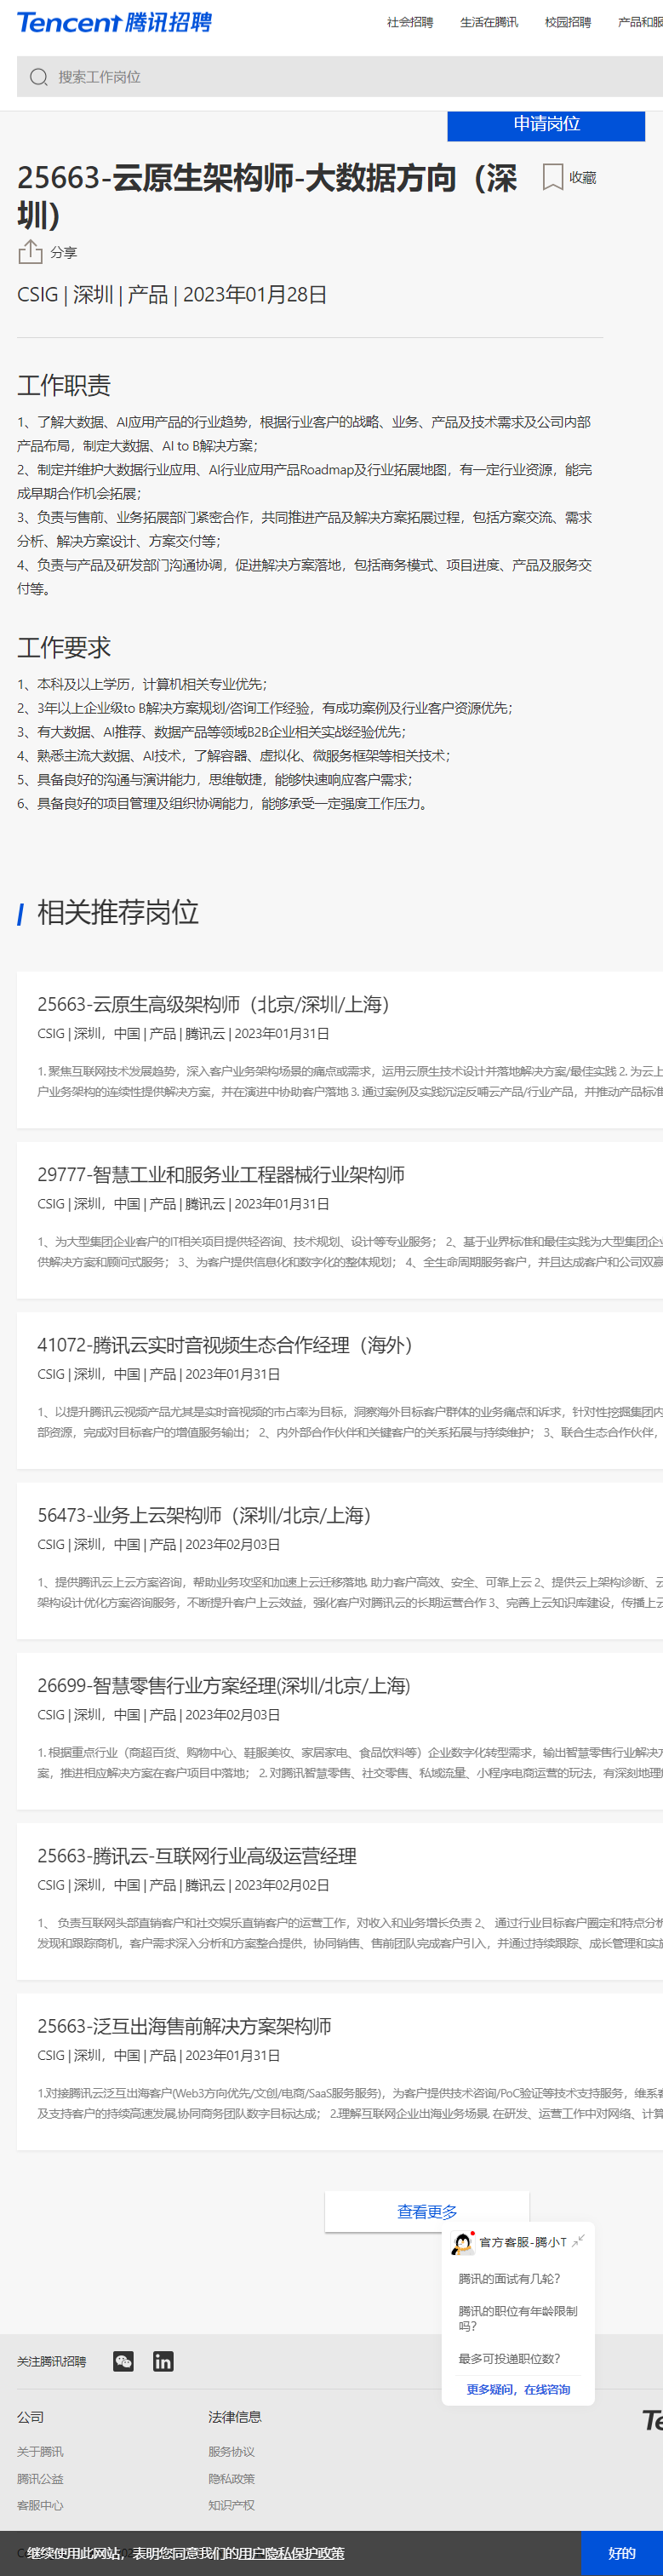 Tencent 腾讯招聘
社会招聘 生活在腾讯 校园招聘 产品和服
搜索工作岗位
申请岗位
25663-云原生架构师-大数据方向（深
圳）
收藏
分享
CSIG | 深圳 | 产品 | 2023年01月28日
工作职责
1、了解大数据、AI应用产品的行业趋势，根据行业客户的战略、业务、产品及技术需求及公司内部
产品布局，制定大数据、AI to B解决方案；
2、制定并维护大数据行业应用、AI行业应用产品Roadmap及行业拓展地图，有一定行业资源，能完
成早期合作机会拓展；
3、负责与售前、业务拓展部门紧密合作，共同推进产品及解决方案拓展过程，包括方案交流、需求
分析、解决方案设计、方案交付等；
4、负责与产品及研发部门沟通协调，促进解决方案落地，包括商务模式、项目进度、产品及服务交
付等。
工作要求
1、本科及以上学历，计算机相关专业优先；
2、3年以上企业级to B解决方案规划/咨询工作经验，有成功案例及行业客户资源优先；
3、有大数据、AI推荐、数据产品等领域B2B企业相关实战经验优先；
4、熟悉主流大数据、AI技术，了解容器、虚拟化、微服务框架等相关技术；
5、具备良好的沟通与演讲能力，思维敏捷，能够快速响应客户需求；
6、具备良好的项目管理及组织协调能力，能够承受一定强度工作压力。
相关推荐岗位
25663-云原生高级架构师（北京/深圳/上海）
CSIG | 深圳，中国 | 产品 | 腾讯云 | 2023年01月31日
1. 聚焦互联网技术发展趋势，深入客户业务架构场景的痛点或需求，运用云原生技术设计并落地解决方案/最佳实践 2. 为云上
户业务架构的连续性提供解决方案，并在演进中协助客户落地 3. 通过案例及实践沉淀反哺云产品/行业产品，并推动产品标准
29777-智慧工业和服务业工程器械行业架构师
CSIG | 深圳，中国 | 产品 | 腾讯云 | 2023年01月31日
1、为大型集团企业客户的IT相关项目提供轻咨询、技术规划、设计等专业服务； 2、基于业界标准和最佳实践为大型集团企业
供解决方案和顾问式服务； 3、为客户提供信息化和数字化的整体规划； 4、全生命周期服务客户，并且达成客户和公司双赢
41072-腾讯云实时音视频生态合作经理（海外）
CSIG | 深圳，中国 | 产品 | 2023年01月31日
1、以提升腾讯云视频产品尤其是实时音视频的市占率为目标，洞察海外目标客户群体的业务痛点和诉求，针对性挖掘集团内
部资源，完成对目标客户的增值服务输出； 2、内外部合作伙伴和关键客户的关系拓展与持续维护； 3、联合生态合作伙伴，
56473-业务上云架构师（深圳/北京/上海）
CSIG | 深圳，中国 | 产品 | 2023年02月03日
1、提供腾讯云上云方案咨询，帮助业务攻坚和加速上云迁移落地, 助力客户高效、安全、可靠上云 2、提供云上架构诊断、云
架构设计优化方案咨询服务，不断提升客户上云效益，强化客户对腾讯云的长期运营合作 3、完善上云知识库建设，传播上云
26699-智慧零售行业方案经理(深圳/北京/上海)
CSIG | 深圳，中国 | 产品 | 2023年02月03日
1. 根据重点行业（商超百货、购物中心、鞋服美妆、家居家电、食品饮料等）企业数字化转型需求，输出智慧零售行业解决方
案，推进相应解决方案在客户项目中落地； 2. 对腾讯智慧零售、社交零售、私域流量、小程序电商运营的玩法，有深刻地理解
25663-腾讯云-互联网行业高级运营经理
CSIG | 深圳，中国 | 产品 | 腾讯云 | 2023年02月02日
1、 负责互联网头部直销客户和社交娱乐直销客户的运营工作，对收入和业务增长负责 2、 通过行业目标客户圈定和特点分析
发现和跟踪商机，客户需求深入分析和方案整合提供，协同销售、售前团队完成客户引入，并通过持续跟踪、成长管理和实施
25663-泛互出海售前解决方案架构师
CSIG | 深圳，中国 | 产品 | 2023年01月31日
1.对接腾讯云泛互出海客户(Web3方向优先/文创/电商/SaaS服务服务)，为客户提供技术咨询/PoC验证等技术支持服务，维系客
及支持客户的持续高速发展,协同商务团队数字目标达成； 2.理解互联网企业出海业务场景, 在研发、运营工作中对网络、计算
查看更多
官方客服-腾小T
腾讯的面试有几轮？
腾讯的职位有年龄限制
吗？
最多可投递职位数？
更多疑问，在线咨询
关注腾讯招聘
公司 法律信息
关于腾讯 服务协议
腾讯公益 隐私政策
客服中心 知识产权
继续使用此网站，表明您同意我们的用户隐私保护政策 好的